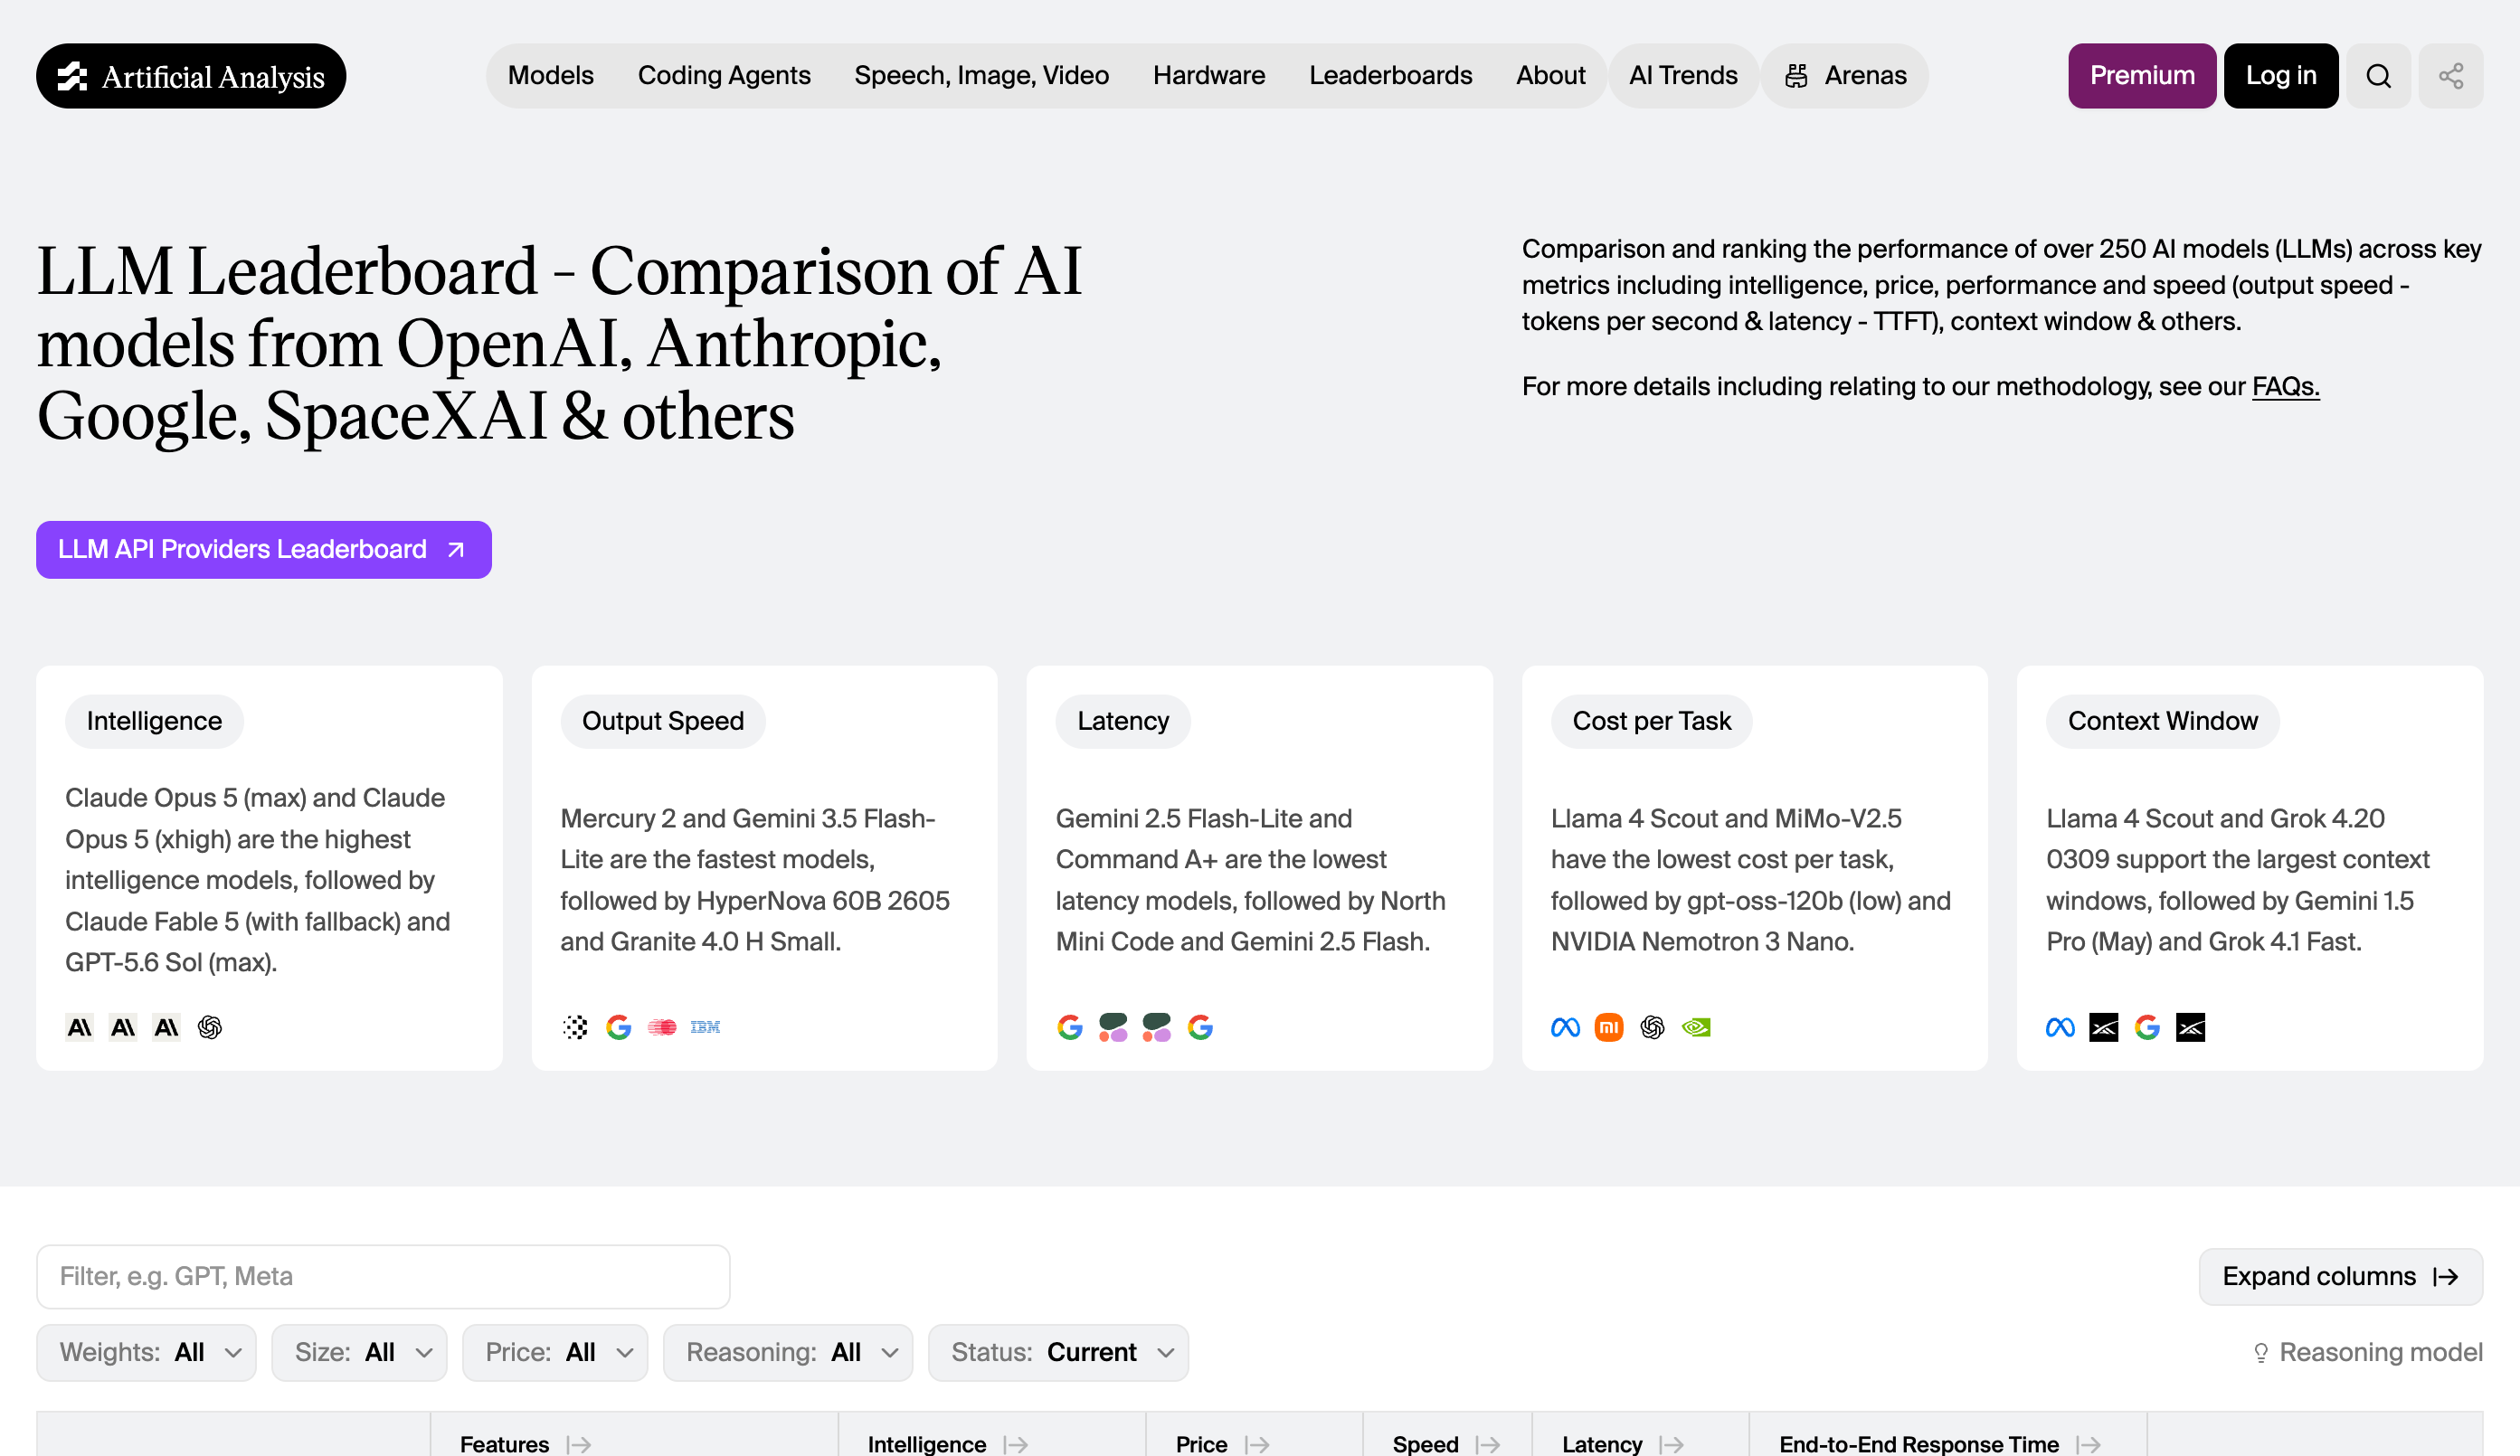 Artificial Analysis
Models
Coding Agents
Speech, Image, Video
Hardware
Leaderboards
About
AI Trends
Arenas
Premium
Log in
LLM Leaderboard - Comparison of AI
models from OpenAI, Anthropic,
Google, SpaceXAI & others
Comparison and ranking the performance of over 250 AI models (LLMs) across key
metrics including intelligence, price, performance and speed (output speed -
tokens per second & latency - TTFT), context window & others.
For more details including relating to our methodology, see our FAQs.
LLM API Providers Leaderboard
Intelligence
Claude Opus 5 (max) and Claude
Opus 5 (xhigh) are the highest
intelligence models, followed by
Claude Fable 5 (with fallback) and
GPT-5.6 Sol (max).
Output Speed
Mercury 2 and Gemini 3.5 Flash-
Lite are the fastest models,
followed by HyperNova 60B 2605
and Granite 4.0 H Small.
IBM
Latency
Gemini 2.5 Flash-Lite and
Command A+ are the lowest
latency models, followed by North
Mini Code and Gemini 2.5 Flash.
Cost per Task
Llama 4 Scout and MiMo-V2.5
have the lowest cost per task,
followed by gpt-oss-120b (low) and
NVIDIA Nemotron 3 Nano.
Context Window
Llama 4 Scout and Grok 4.20
0309 support the largest context
windows, followed by Gemini 1.5
Pro (May) and Grok 4.1 Fast.
Filter, e.g. GPT, Meta
Expand columns
Weights: All
Size: All
Price: All
Reasoning: All
Status: Current
Reasoning model
Features
Intelligence
Price
Speed
Latency
End-to-End Response Time